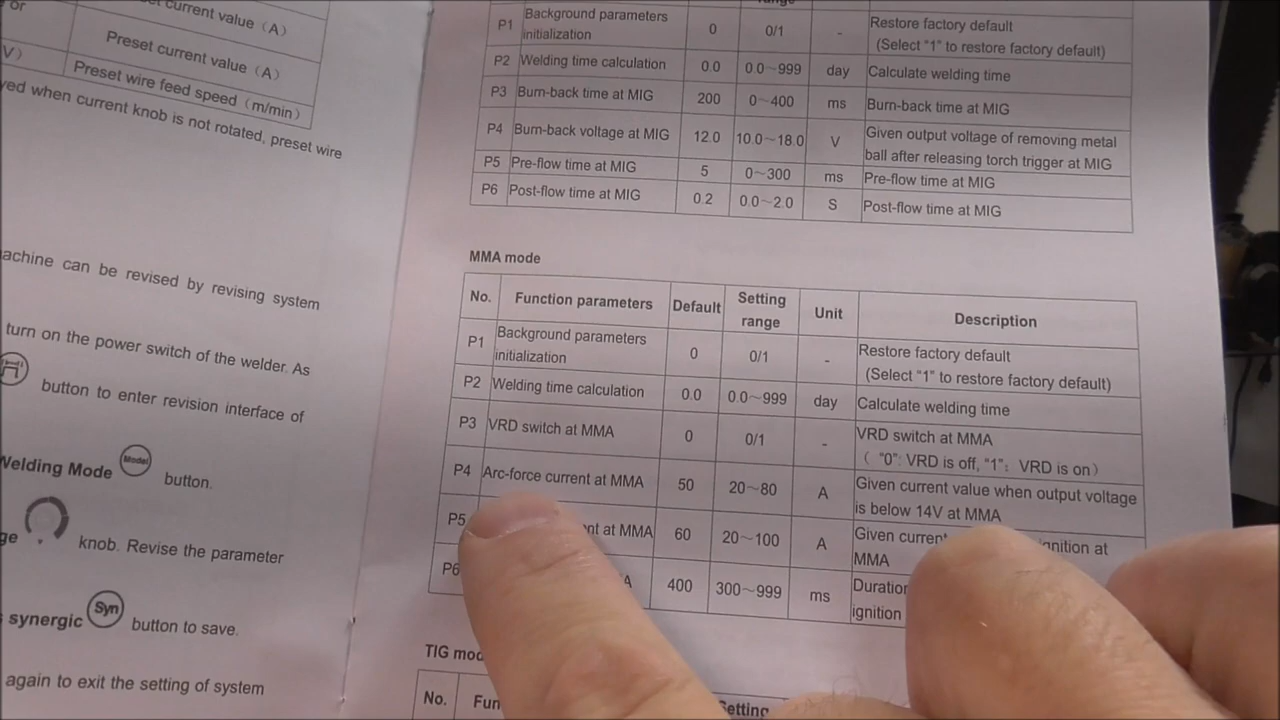 or
current value (A)
Preset current value (A)
V)
Preset wire feed speed (m/min)
yed when current knob is not rotated, preset wire
achine can be revised by revising system
turn on the power switch of the welder. As
button to enter revision interface of
Welding Mode Model button.
ge knob. Revise the parameter
synergic Syn button to save.
again to exit the setting of system
P1 Background parameters initialization 0 0/1 - Restore factory default (Select "1" to restore factory default)
P2 Welding time calculation 0.0 0.0~999 day Calculate welding time
P3 Burn-back time at MIG 200 0~400 ms Burn-back time at MIG
P4 Burn-back voltage at MIG 12.0 10.0~18.0 V Given output voltage of removing metal ball after releasing torch trigger at MIG
P5 Pre-flow time at MIG 5 0~300 ms Pre-flow time at MIG
P6 Post-flow time at MIG 0.2 0.0~2.0 S Post-flow time at MIG
MMA mode
No. Function parameters Default Setting range Unit Description
P1 Background parameters initialization 0 0/1 - Restore factory default (Select "1" to restore factory default)
P2 Welding time calculation 0.0 0.0~999 day Calculate welding time
P3 VRD switch at MMA 0 0/1 - VRD switch at MMA ( "0": VRD is off, "1": VRD is on)
P4 Arc-force current at MMA 50 20~80 A Given current value when output voltage is below 14V at MMA
P5 nt at MMA 60 20~100 A Given current ignition at MMA
P6 A 400 300~999 ms Duration ignition
TIG mod
No. Fun Setting